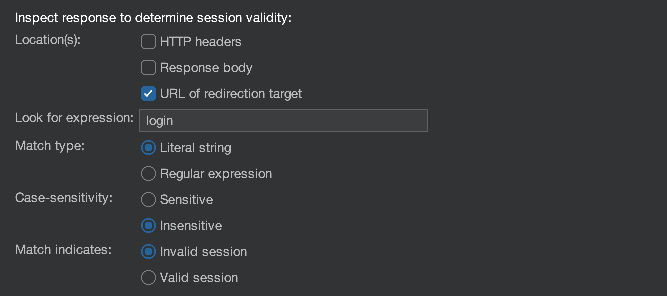 Inspect response to determine session validity:
Location(s): HTTP headers
Response body
URL of redirection target
Look for expression: login
Match type: Literal string
Regular expression
Case-sensitivity: Sensitive
Insensitive
Match indicates: Invalid session
Valid session